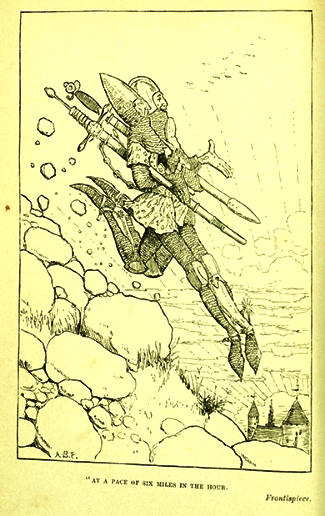 A.B.F.
"AT A PACE OF SIX MILES IN THE HOUR.
Frontispiece.